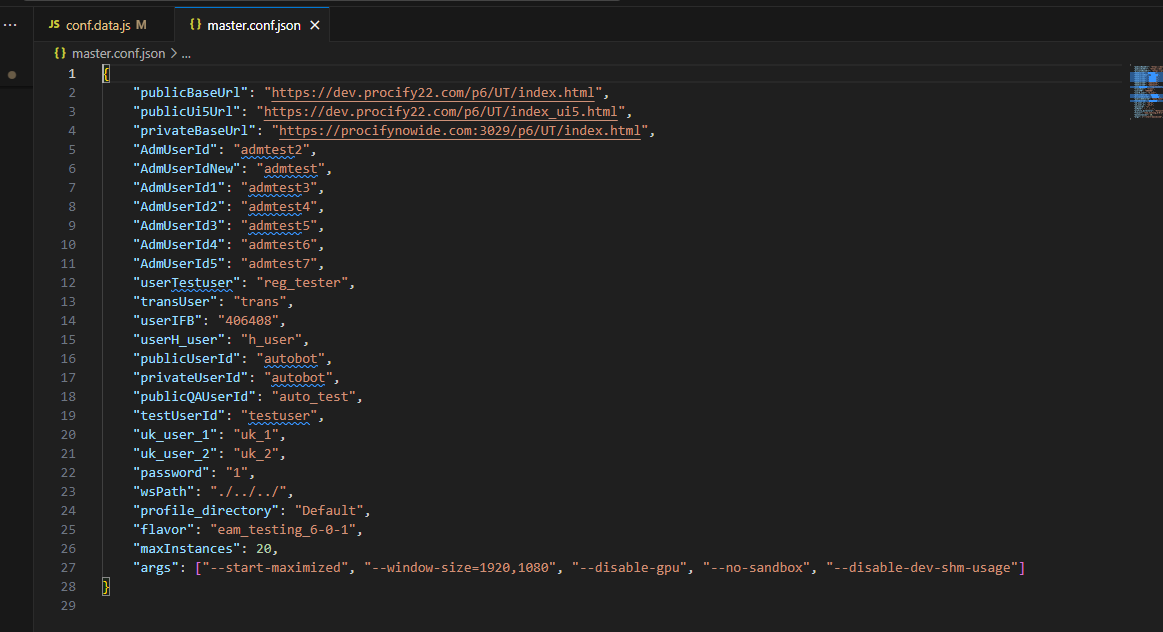 ... JS conf.data.js M {} master.conf.json ×
{} master.conf.json > ...
1 {
2 "publicBaseUrl": "https://dev.procify22.com/p6/UT/index.html",
3 "publicUi5Url": "https://dev.procify22.com/p6/UT/index_ui5.html",
4 "privateBaseUrl": "https://procifynowide.com:3029/p6/UT/index.html",
5 "AdmUserId": "admtest2",
6 "AdmUserIdNew": "admtest",
7 "AdmUserId1": "admtest3",
8 "AdmUserId2": "admtest4",
9 "AdmUserId3": "admtest5",
10 "AdmUserId4": "admtest6",
11 "AdmUserId5": "admtest7",
12 "userTestuser": "reg_tester",
13 "transUser": "trans",
14 "userIFB": "406408",
15 "userH_user": "h_user",
16 "publicUserId": "autobot",
17 "privateUserId": "autobot",
18 "publicQAUserId": "auto_test",
19 "testUserId": "testuser",
20 "uk_user_1": "uk_1",
21 "uk_user_2": "uk_2",
22 "password": "1",
23 "wsPath": "./../../",
24 "profile_directory": "Default",
25 "flavor": "eam_testing_6-0-1",
26 "maxInstances": 20,
27 "args": ["--start-maximized", "--window-size=1920,1080", "--disable-gpu", "--no-sandbox", "--disable-dev-shm-usage"]
28 }
29